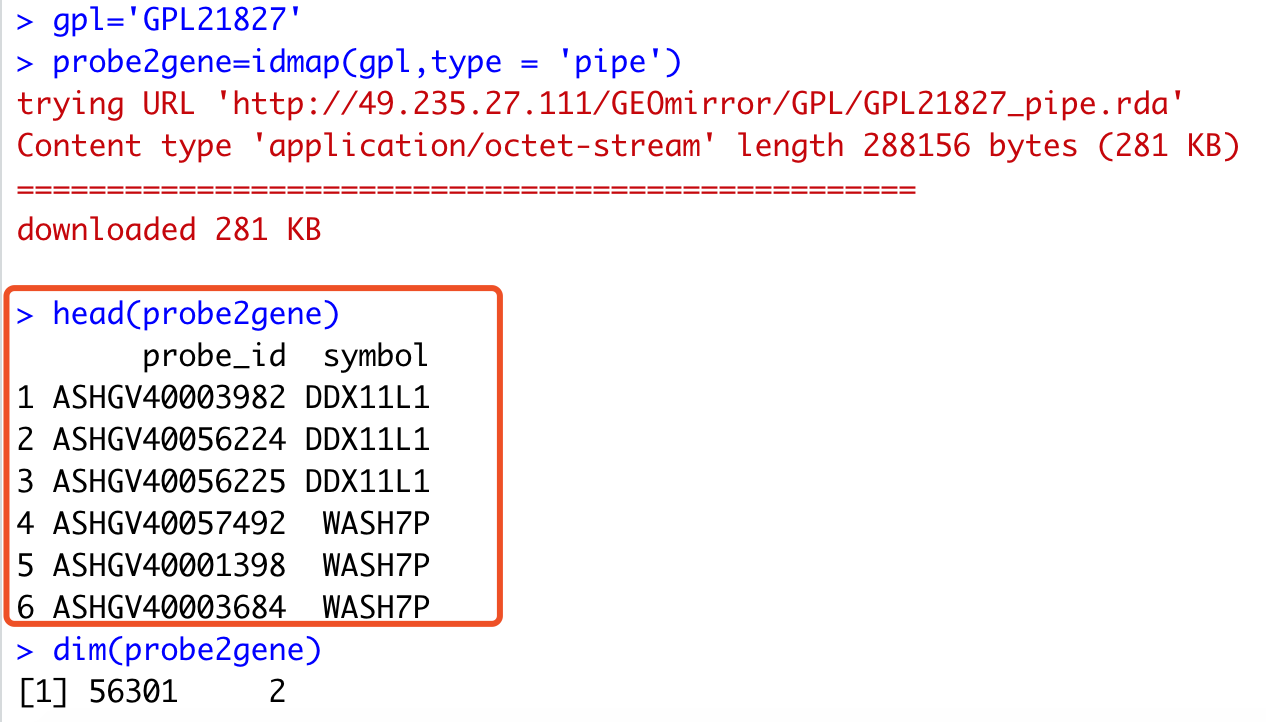 > gpl='GPL21827'
> probe2gene=idmap(gpl,type = 'pipe')
trying URL 'http://49.235.27.111/GEOmirror/GPL/GPL21827_pipe.rda'
Content type 'application/octet-stream' length 288156 bytes (281 KB)
==================================================
downloaded 281 KB
> head(probe2gene)
probe_id symbol
1 ASHGV40003982 DDX11L1
2 ASHGV40056224 DDX11L1
3 ASHGV40056225 DDX11L1
4 ASHGV40057492 WASH7P
5 ASHGV40001398 WASH7P
6 ASHGV40003684 WASH7P
> dim(probe2gene)
[1] 56301 2